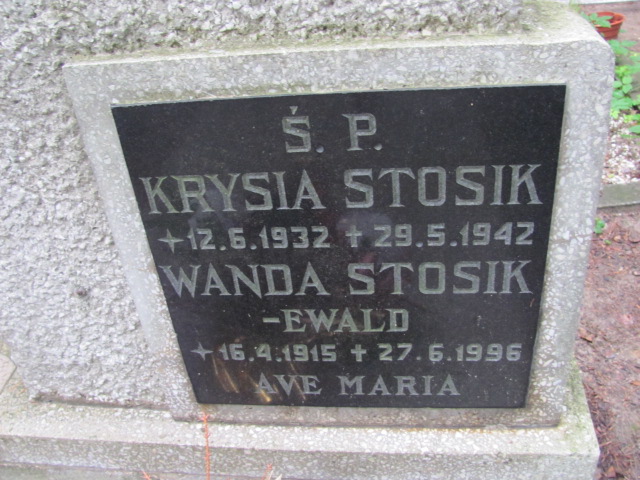 Ś. P.
KRYSIA STOSIK
+12.6.1932 ✝ 29.5.1942
WANDA STOSIK
-EWALD
+16.4.1915 ✝ 27.6.1996
AVE MARIA